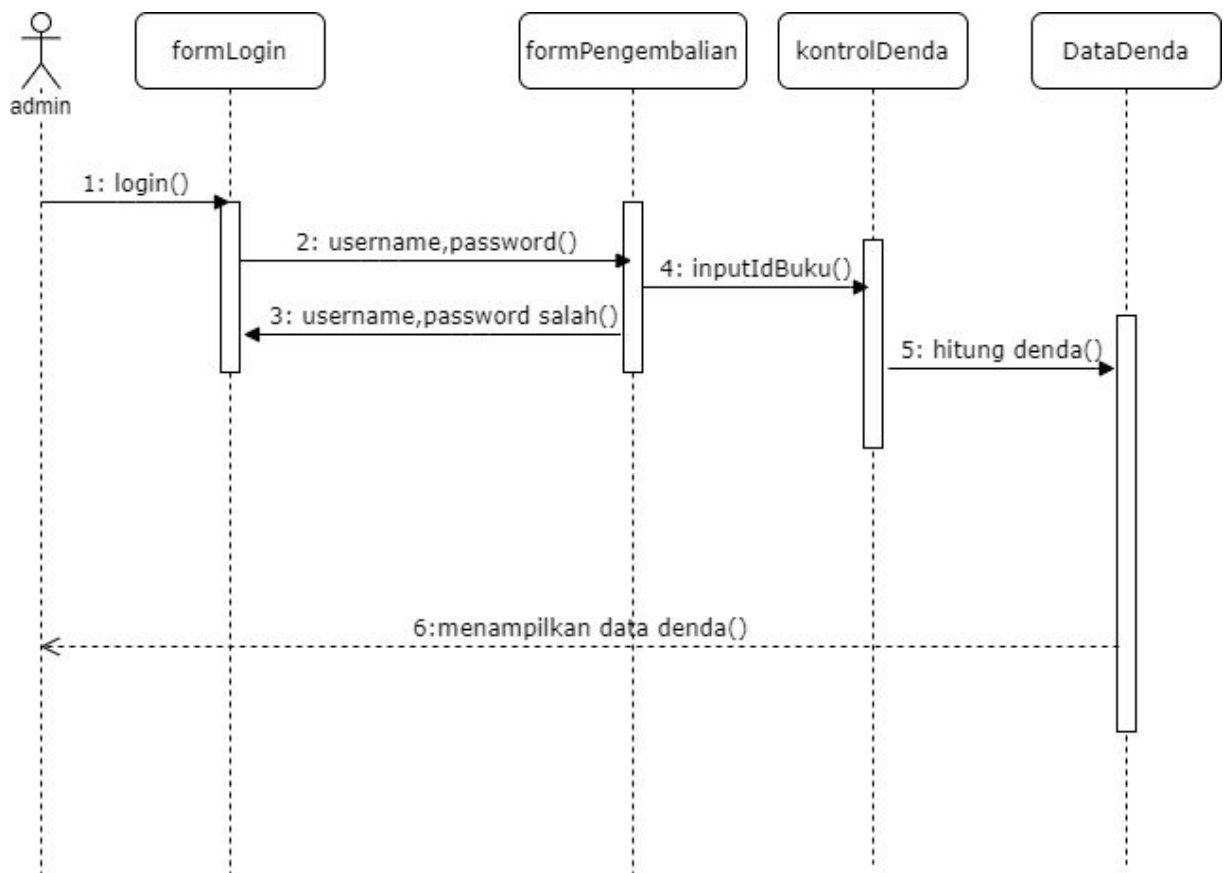 formLogin
formPengembalian
kontrolDenda
DataDenda
admin
1: login()
2: username,password()
4: inputIdBuku()
3: username,password salah()
5: hitung denda()
6:menampilkan data denda()